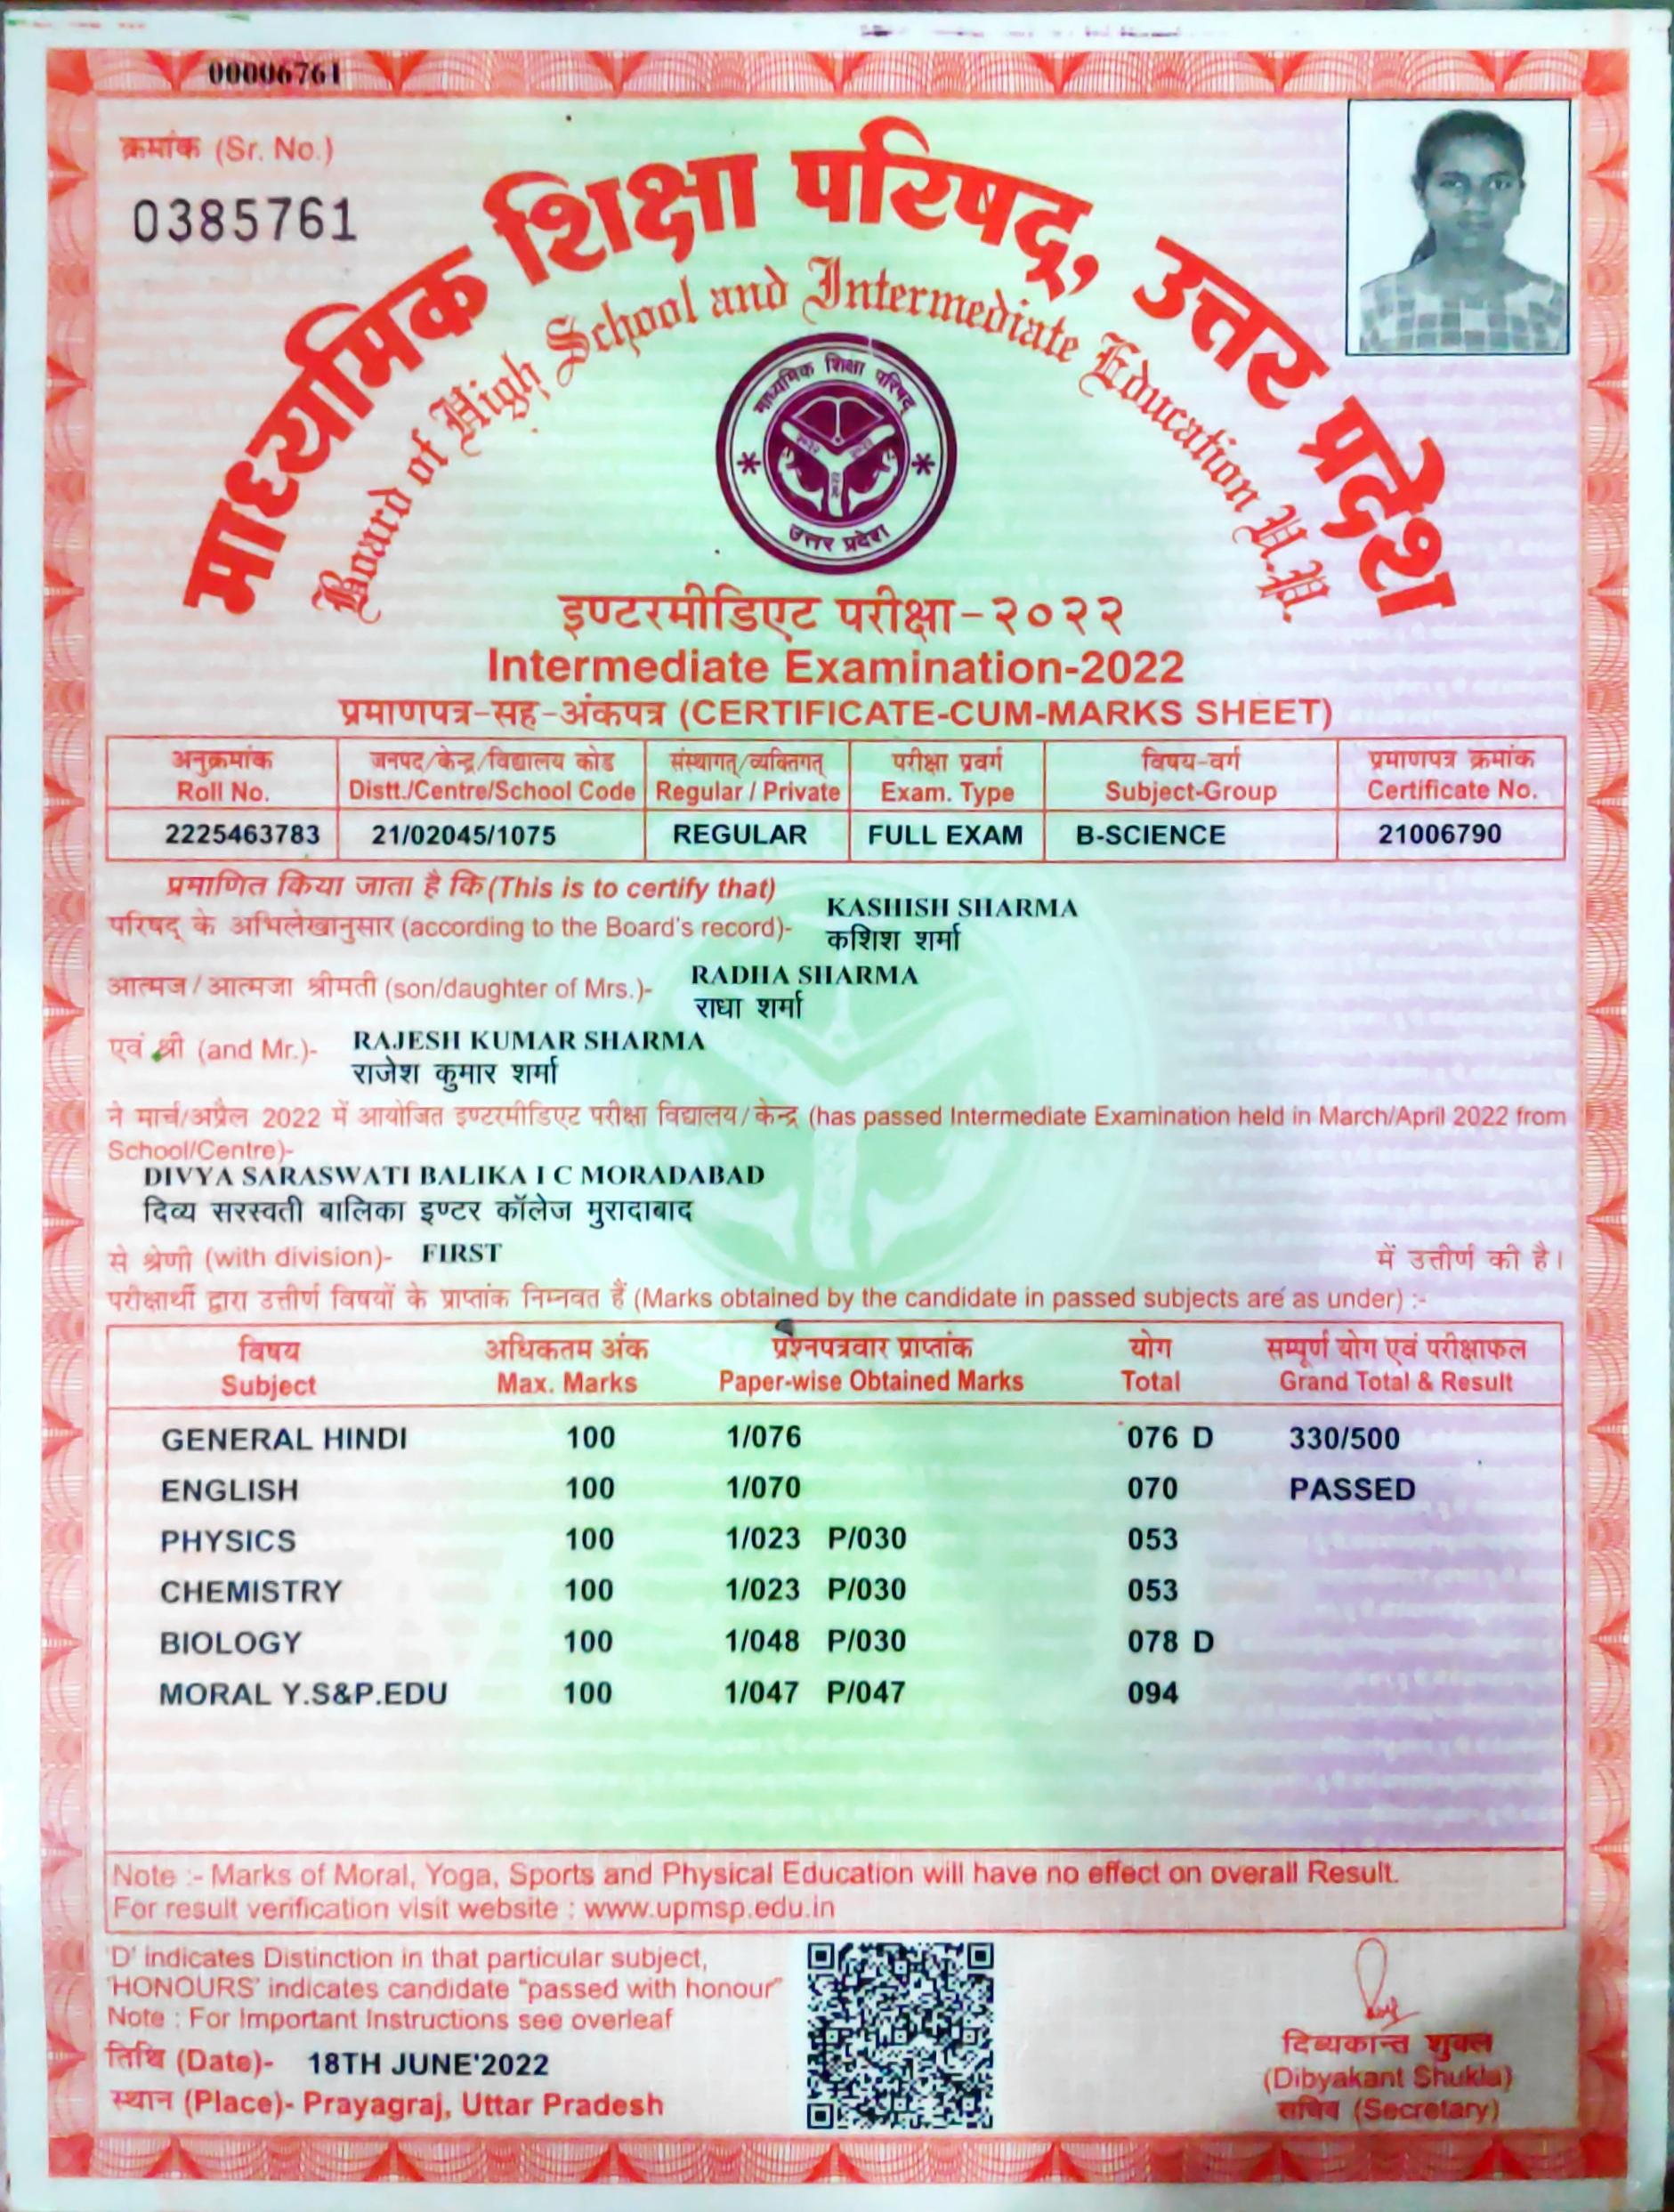 00006761
क्रमांक (Sr. No.)
0385761
माध्यमिक शिक्षा परिषद्, उत्तर प्रदेश
Board of High School and Intermediate Education U.P.
माध्यमिक शिक्षा परिषद्
उत्तर प्रदेश
इण्टरमीडिएट परीक्षा-२०२२
Intermediate Examination-2022
प्रमाणपत्र-सह-अंकपत्र (CERTIFICATE-CUM-MARKS SHEET)
अनुक्रमांक जनपद/केन्द्र/विद्यालय कोड संस्थागत्/व्यक्तिगत् परीक्षा प्रवर्ग विषय-वर्ग प्रमाणपत्र क्रमांक
Roll No. Distt./Centre/School Code Regular / Private Exam. Type Subject-Group Certificate No.
2225463783 21/02045/1075 REGULAR FULL EXAM B-SCIENCE 21006790
प्रमाणित किया जाता है कि (This is to certify that)
परिषद् के अभिलेखानुसार (according to the Board's record)- KASHISH SHARMA
कशिश शर्मा
आत्मज/आत्मजा श्रीमती (son/daughter of Mrs.)- RADHA SHARMA
राधा शर्मा
एवं श्री (and Mr.)- RAJESH KUMAR SHARMA
राजेश कुमार शर्मा
ने मार्च/अप्रैल 2022 में आयोजित इण्टरमीडिएट परीक्षा विद्यालय/केन्द्र (has passed Intermediate Examination held in March/April 2022 from
School/Centre)-
DIVYA SARASWATI BALIKA I C MORADABAD
दिव्य सरस्वती बालिका इण्टर कॉलेज मुरादाबाद
से श्रेणी (with division)- FIRST में उत्तीर्ण की है।
परीक्षार्थी द्वारा उत्तीर्ण विषयों के प्राप्तांक निम्नवत हैं (Marks obtained by the candidate in passed subjects are as under) :-
विषय अधिकतम अंक प्रश्नपत्रवार प्राप्तांक योग सम्पूर्ण योग एवं परीक्षाफल
Subject Max. Marks Paper-wise Obtained Marks Total Grand Total & Result
GENERAL HINDI 100 1/076 076 D 330/500
ENGLISH 100 1/070 070 PASSED
PHYSICS 100 1/023 P/030 053
CHEMISTRY 100 1/023 P/030 053
BIOLOGY 100 1/048 P/030 078 D
MORAL Y.S&P.EDU 100 1/047 P/047 094
Note :- Marks of Moral, Yoga, Sports and Physical Education will have no effect on overall Result.
For result verification visit website : www.upmsp.edu.in
'D' indicates Distinction in that particular subject,
'HONOURS' indicates candidate "passed with honour"
Note : For Important Instructions see overleaf
तिथि (Date)- 18TH JUNE'2022
स्थान (Place)- Prayagraj, Uttar Pradesh
दिव्यकान्त शुक्ल
(Dibyakant Shukla)
सचिव (Secretary)